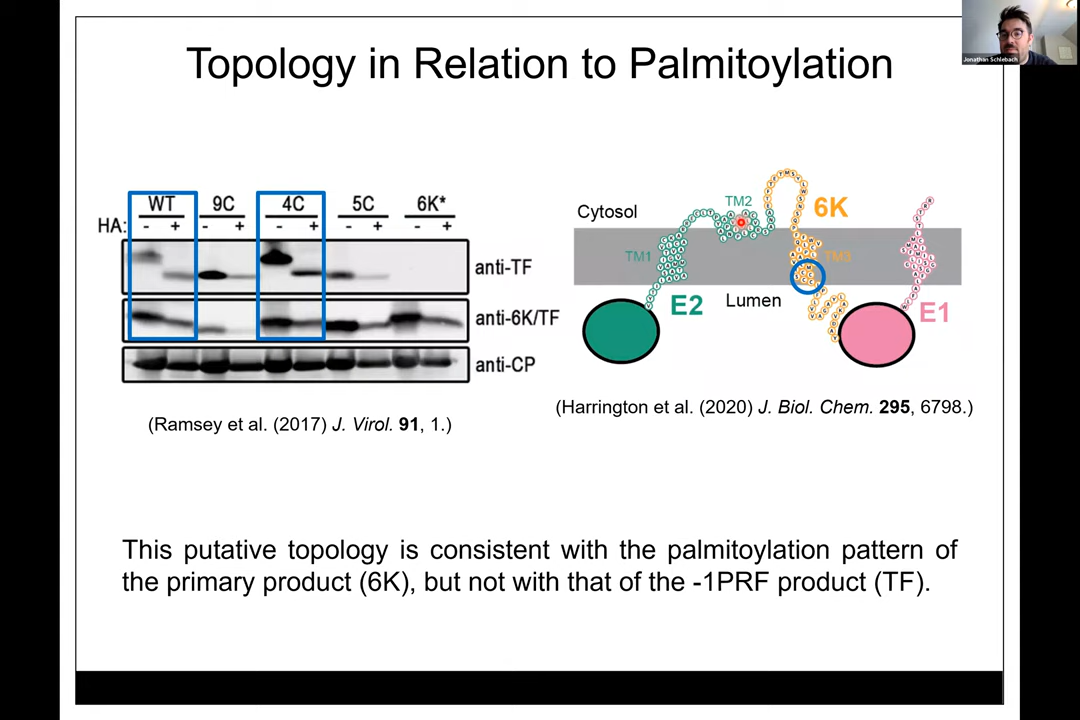 Jonathan Schlebach
Topology in Relation to Palmitoylation
WT 9C 4C 5C 6K*
HA: - + - + - + - + - +
anti-TF
anti-6K/TF
anti-CP
(Ramsey et al. (2017) J. Virol. 91, 1.)
Cytosol
TM1
TM2
6K
TM3
Lumen
E2
E1
(Harrington et al. (2020) J. Biol. Chem. 295, 6798.)
This putative topology is consistent with the palmitoylation pattern of
the primary product (6K), but not with that of the -1PRF product (TF).